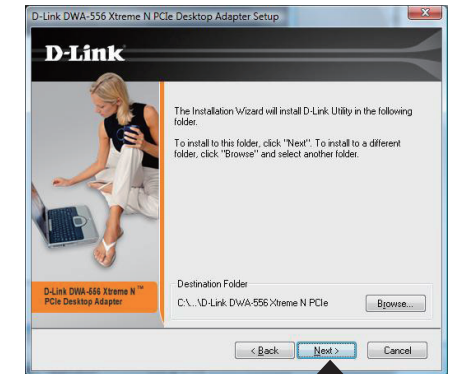 D-Link DWA-556 Xtreme N PCIe Desktop Adapter Setup
D-Link
The Installation Wizard will install D-Link Utility in the following
folder.
To install to this folder, click "Next". To install to a different
folder, click "Browse" and select another folder.
D-Link DWA-556 Xtreme N ™
PCIe Desktop Adapter
Destination Folder
C:\...\D-Link DWA-556 Xtreme N PCIe
Browse...
< Back
Next >
Cancel